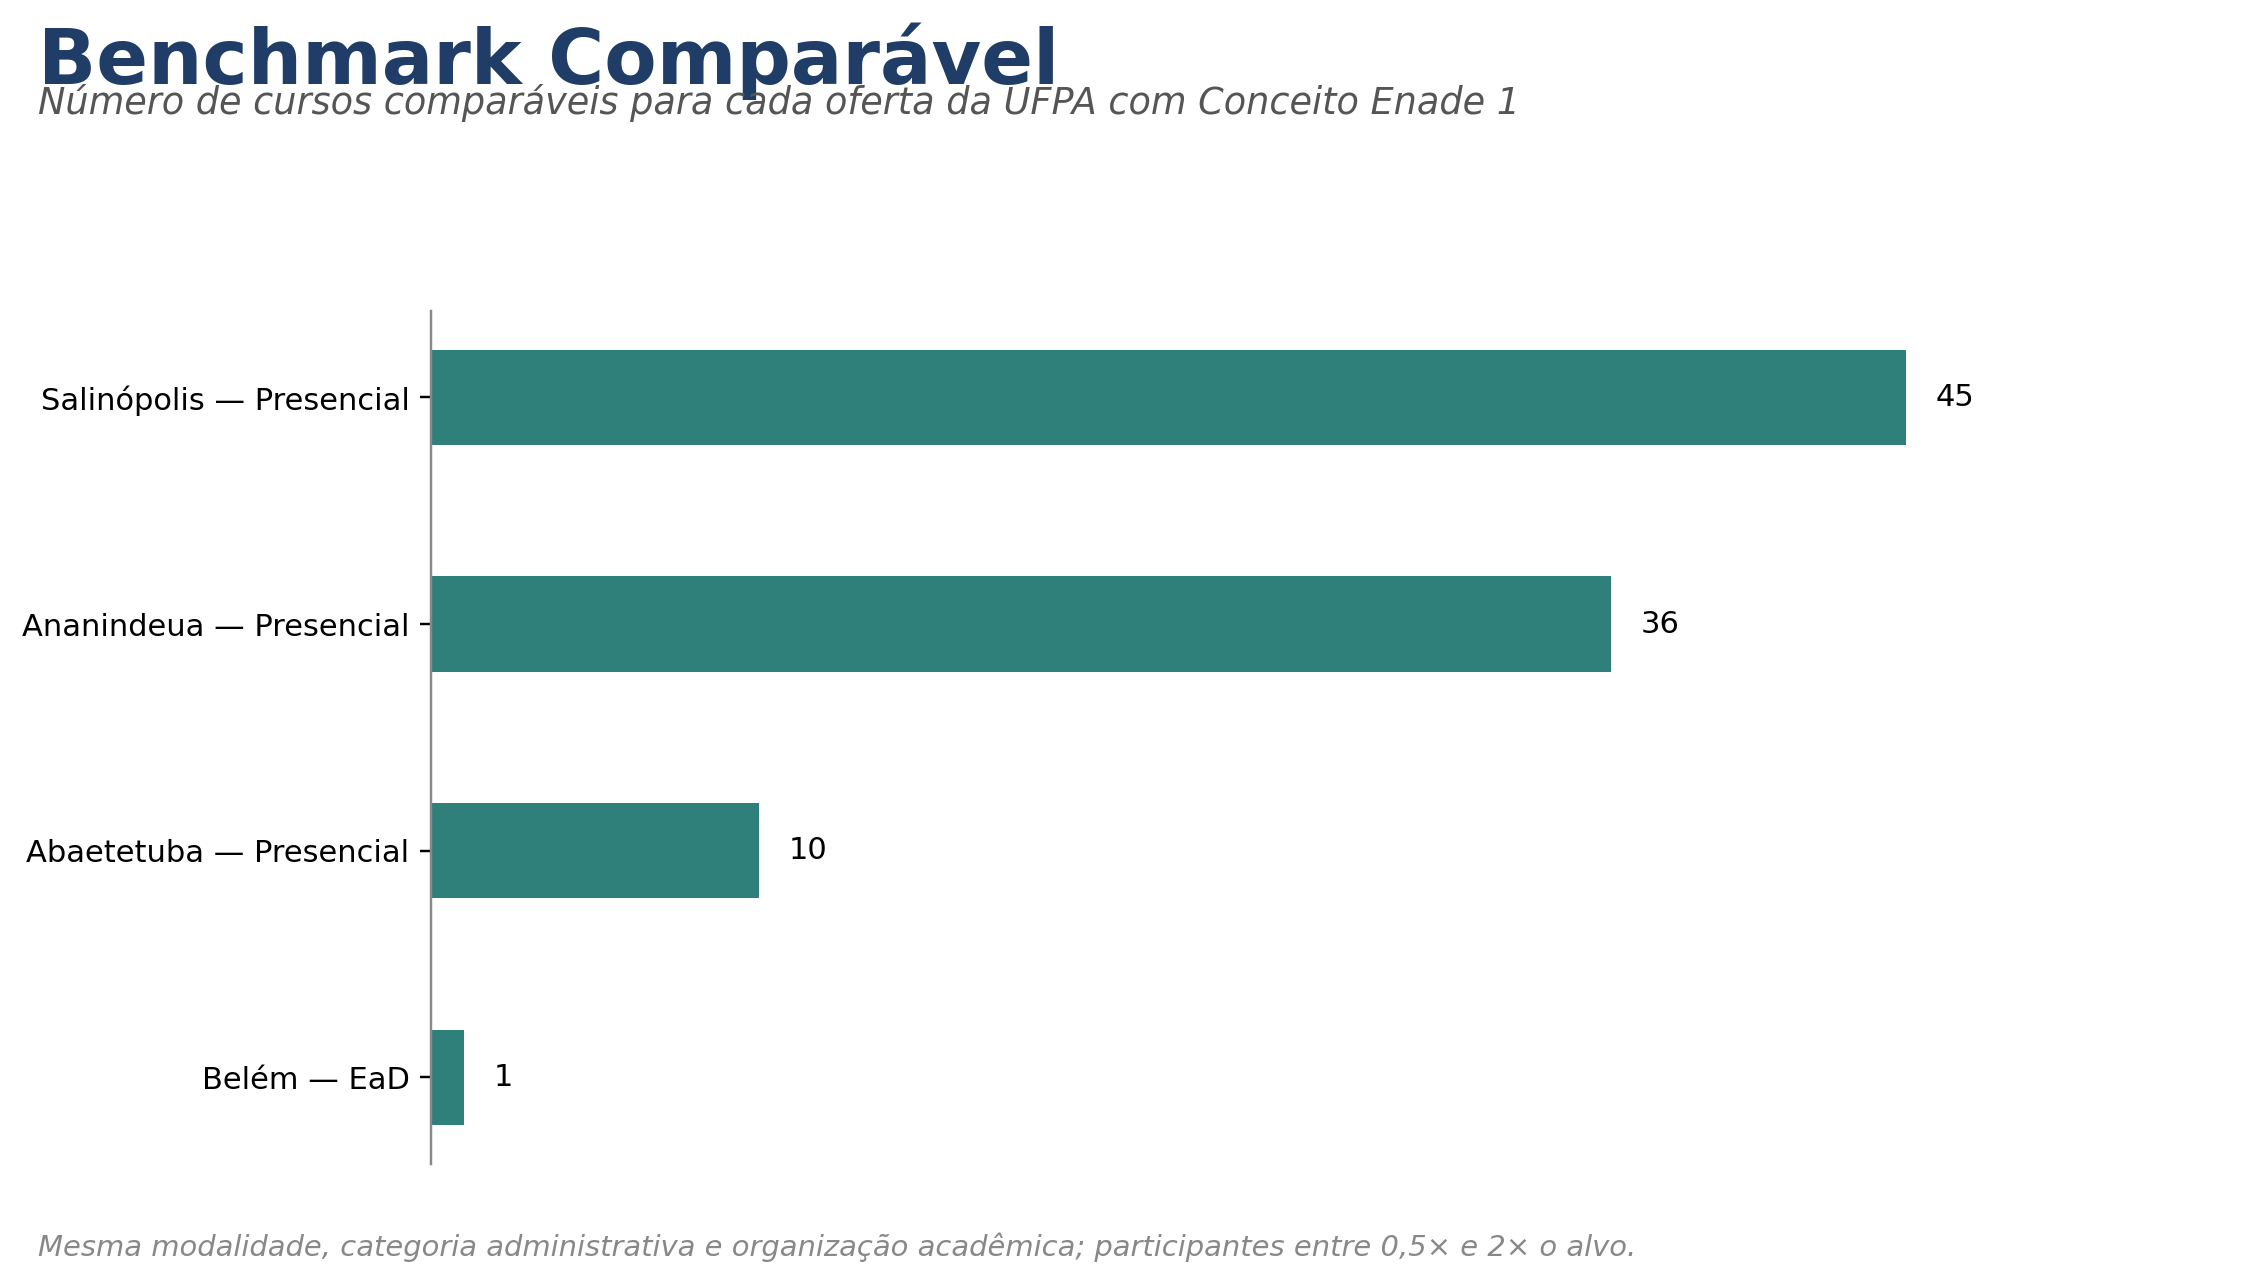 Benchmark Comparável
Número de cursos comparáveis para cada oferta da UFPA com Conceito Enade 1
Salinópolis — Presencial
45
Ananindeua — Presencial
36
Abaetetuba — Presencial
10
Belém — EaD
1
Mesma modalidade, categoria administrativa e organização acadêmica; participantes entre 0,5× e 2× o alvo.